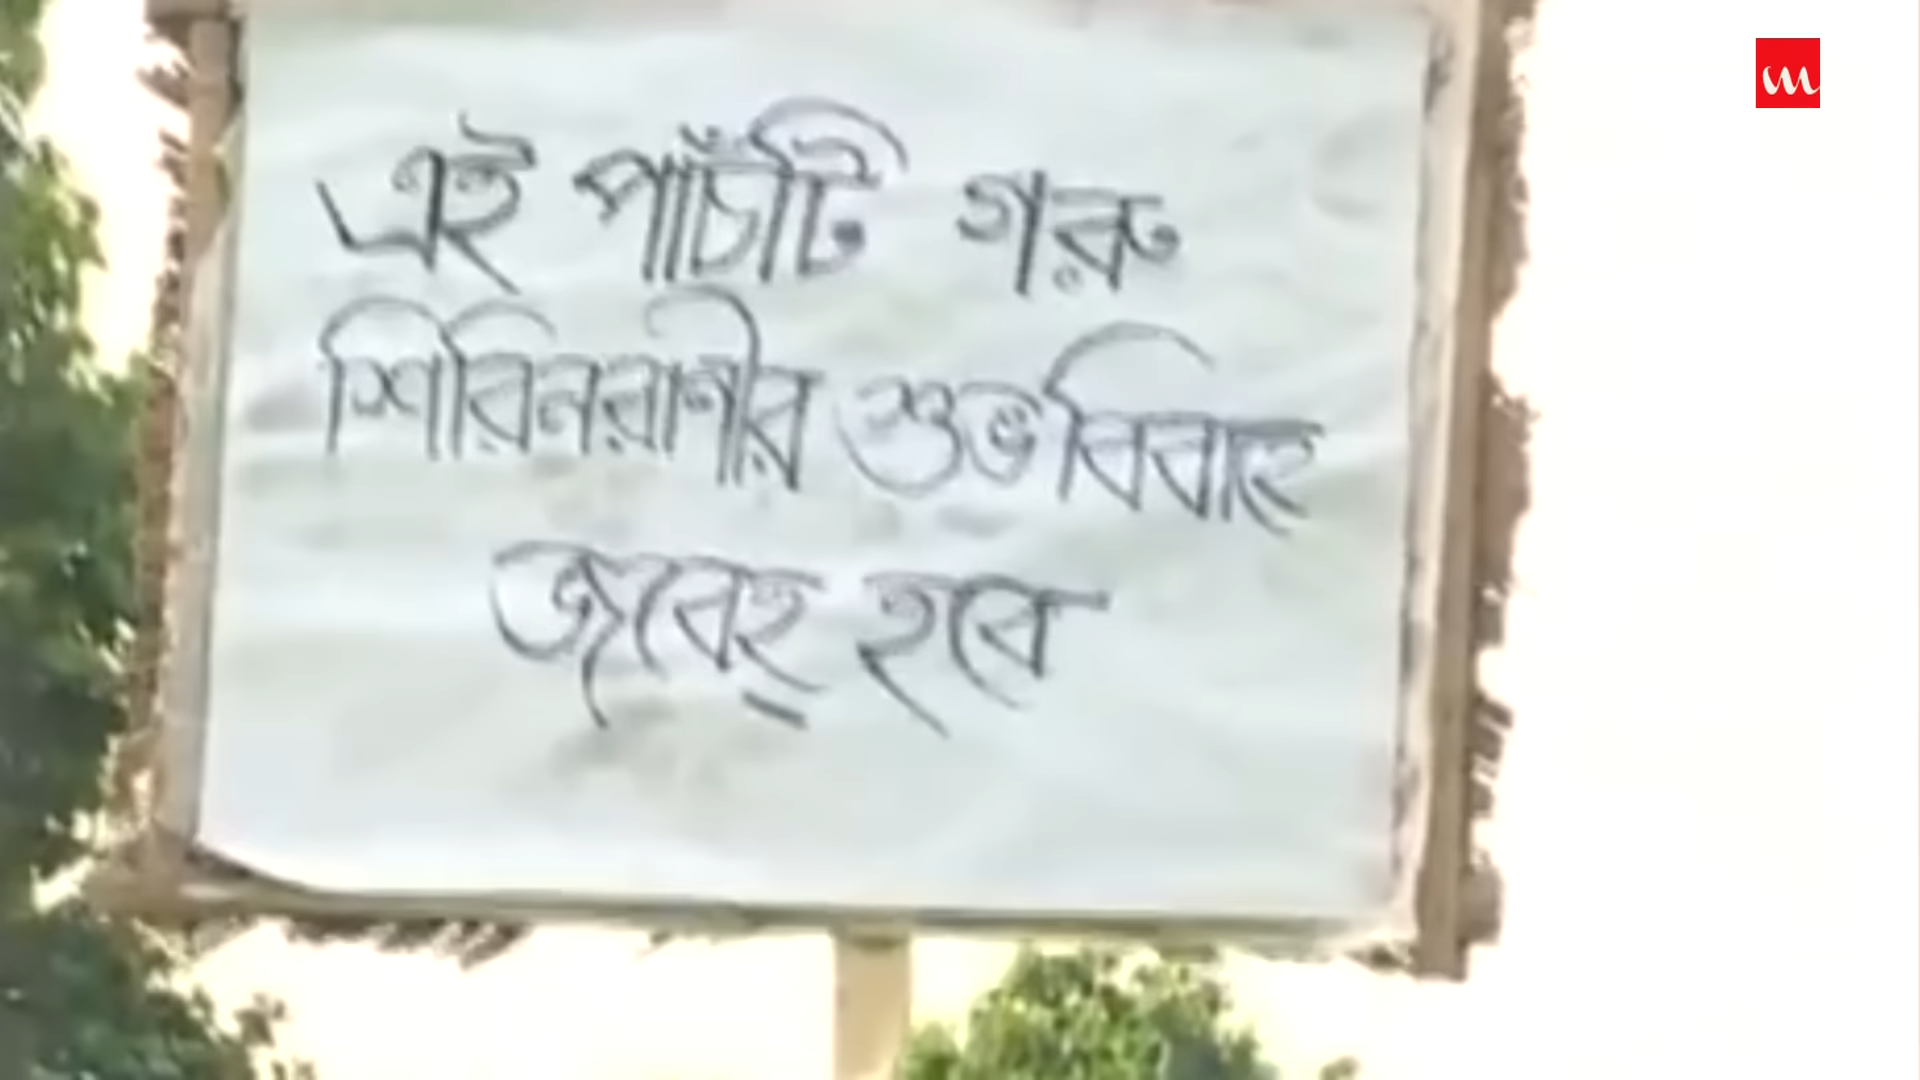 এই পাঁচটি গরু
শিরিনরাণীর শুভবিবাহে
জবেহ্ হবে